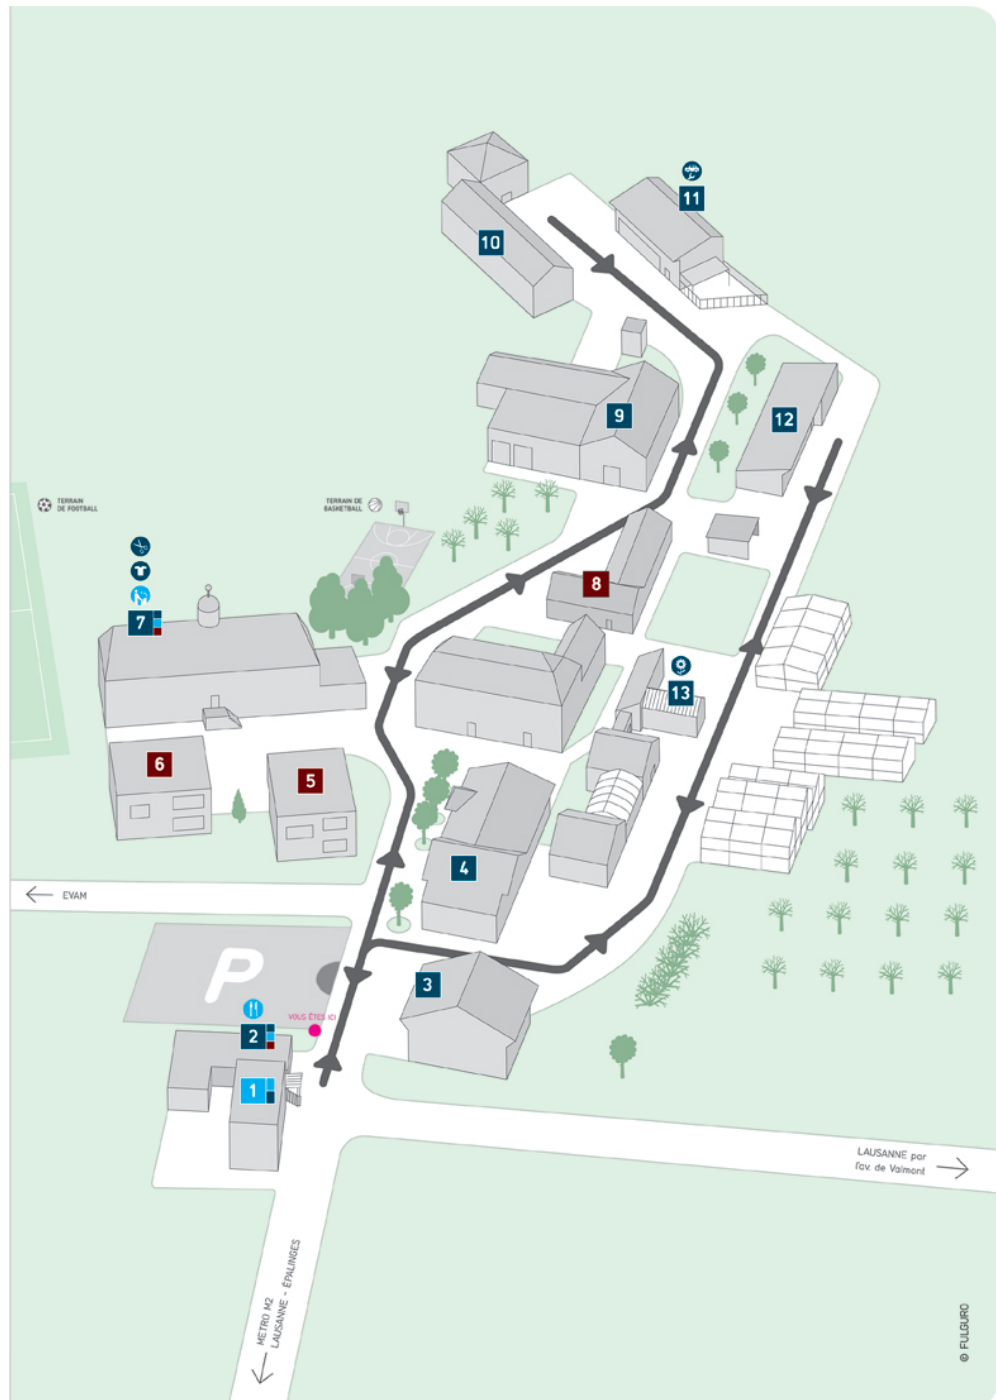 11
10
9
12
TERRAIN
DE FOOTBALL
TERRAIN DE
BASKETBALL
8
7
13
6
5
4
EVAM
P
3
VOUS ÊTES ICI
2
1
LAUSANNE par
l'av. de Valmont
METRO M2
LAUSANNE - ÉPALINGES
© FULGURO